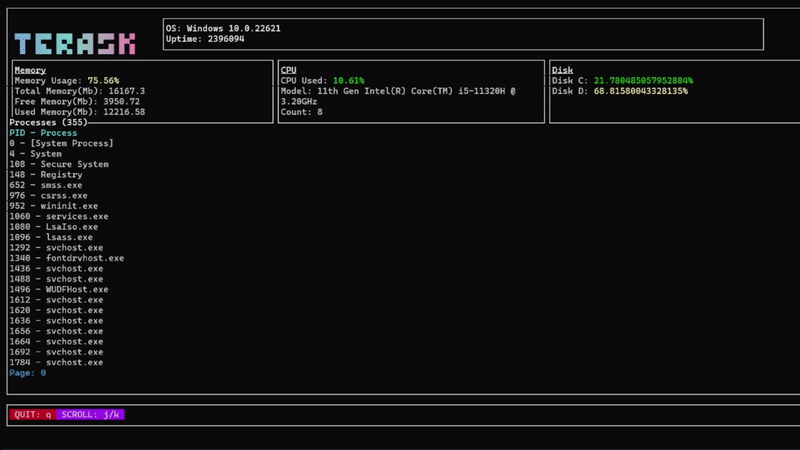 TERASK
OS: Windows 10.0.22621
Uptime: 2396094
Memory
Memory Usage: 75.56%
Total Memory(Mb): 16167.3
Free Memory(Mb): 3950.72
Used Memory(Mb): 12216.58
CPU
CPU Used: 10.61%
Model: 11th Gen Intel(R) Core(TM) i5-11320H @
3.20GHz
Count: 8
Disk
Disk C: 21.780485057952884%
Disk D: 68.81580043328135%
Processes (355)
PID - Process
0 - [System Process]
4 - System
108 - Secure System
148 - Registry
652 - smss.exe
976 - csrss.exe
952 - wininit.exe
1060 - services.exe
1080 - LsaIso.exe
1096 - lsass.exe
1292 - svchost.exe
1340 - fontdrvhost.exe
1436 - svchost.exe
1488 - svchost.exe
1496 - WUDFHost.exe
1612 - svchost.exe
1620 - svchost.exe
1636 - svchost.exe
1656 - svchost.exe
1664 - svchost.exe
1692 - svchost.exe
1784 - svchost.exe
Page: 0
QUIT: q SCROLL: j/k